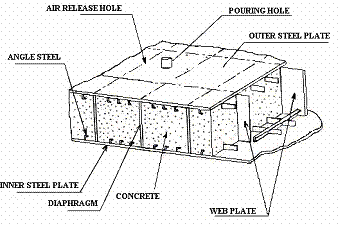 AIR RELEASE HOLE
POURING HOLE
OUTER STEEL PLATE
ANGLE STEEL
INNER STEEL PLATE
DIAPHRAGM
CONCRETE
WEB PLATE